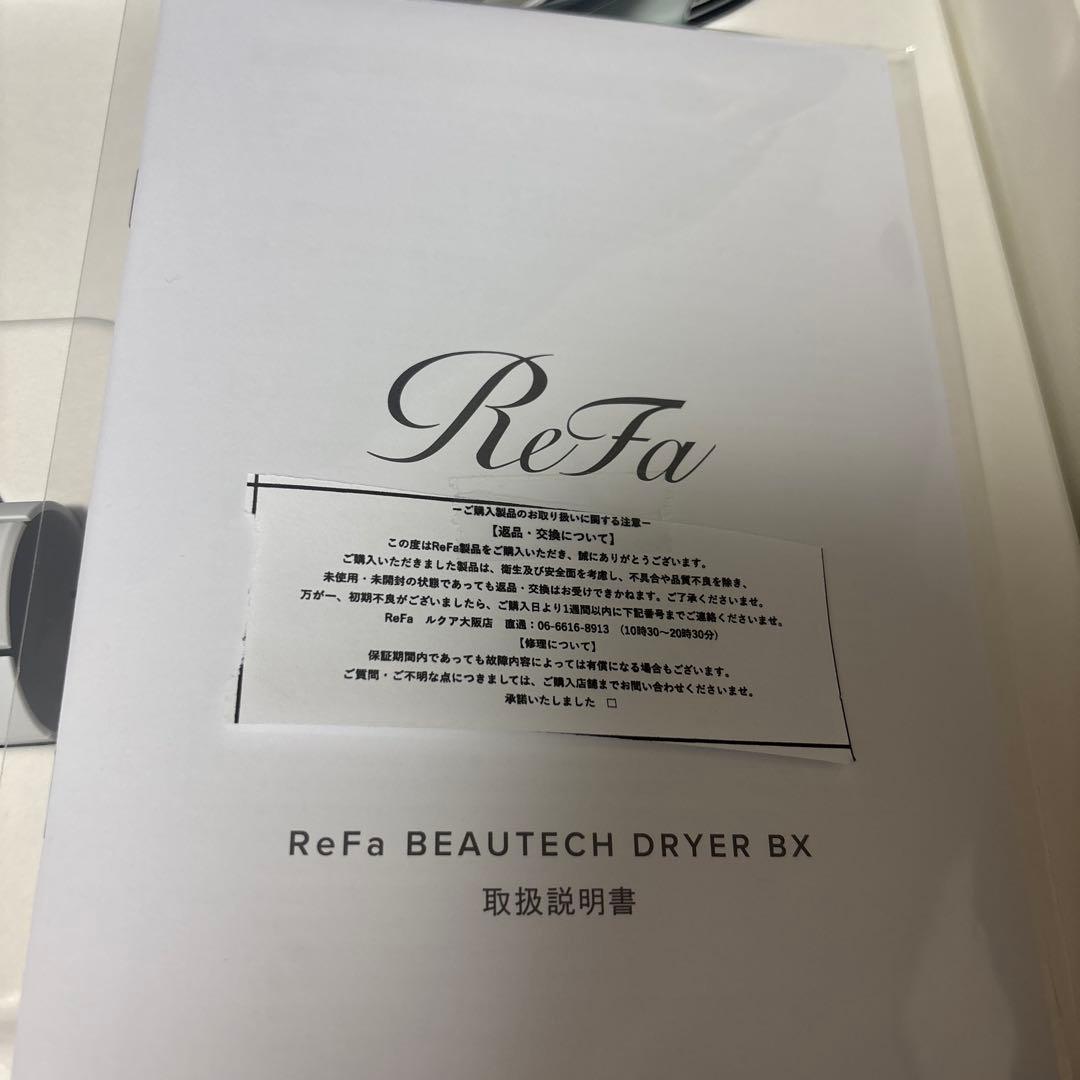 ReFa
ーご購入製品のお取り扱いに関する注意ー
【返品・交換について】
この度はReFa製品をご購入いただき、誠にありがとうございます。
ご購入いただきました製品は、衛生及び安全面を考慮し、不具合や品質不良を除き、
未使用・未開封の状態であっても返品・交換はお受けできかねます。ご了承くださいませ。
万が一、初期不良がございましたら、ご購入日より1週間以内に下記番号までご連絡くださいませ。
ReFa　ルクア大阪店　直通：06-6616-8913　（10時30～20時30分）
【修理について】
保証期間内であっても故障内容によっては有償になる場合もございます。
ご質問・ご不明な点につきましては、ご購入店舗までお問い合わせくださいませ。
承諾いたしました　□
ReFa BEAUTECH DRYER BX
取扱説明書